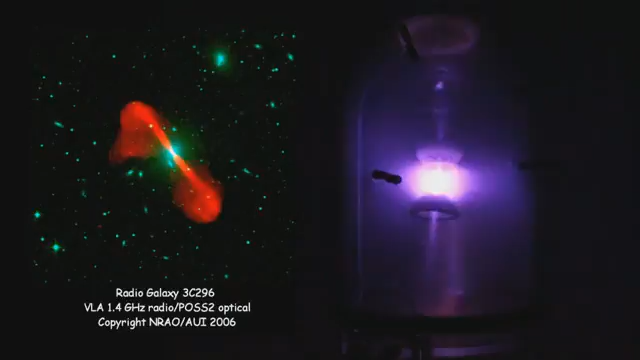 Radio Galaxy 3C296
VLA 1.4 GHz radio/POSS2 optical
Copyright NRAO/AUI 2006